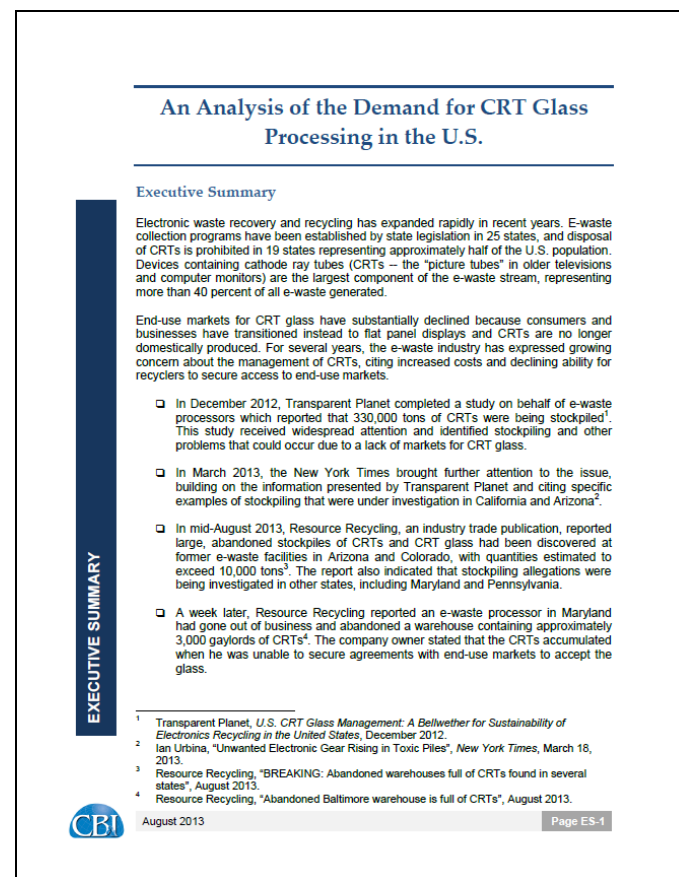 An Analysis of the Demand for CRT Glass
Processing in the U.S.
Executive Summary
Electronic waste recovery and recycling has expanded rapidly in recent years. E-waste
collection programs have been established by state legislation in 25 states, and disposal
of CRTs is prohibited in 19 states representing approximately half of the U.S. population.
Devices containing cathode ray tubes (CRTs -- the “picture tubes” in older televisions
and computer monitors) are the largest component of the e-waste stream, representing
more than 40 percent of all e-waste generated.
End-use markets for CRT glass have substantially declined because consumers and
businesses have transitioned instead to flat panel displays and CRTs are no longer
domestically produced. For several years, the e-waste industry has expressed growing
concern about the management of CRTs, citing increased costs and declining ability for
recyclers to secure access to end-use markets.
❑ In December 2012, Transparent Planet completed a study on behalf of e-waste
processors which reported that 330,000 tons of CRTs were being stockpiled1.
This study received widespread attention and identified stockpiling and other
problems that could occur due to a lack of markets for CRT glass.
❑ In March 2013, the New York Times brought further attention to the issue,
building on the information presented by Transparent Planet and citing specific
examples of stockpiling that were under investigation in California and Arizona2.
❑ In mid-August 2013, Resource Recycling, an industry trade publication, reported
large, abandoned stockpiles of CRTs and CRT glass had been discovered at
former e-waste facilities in Arizona and Colorado, with quantities estimated to
exceed 10,000 tons3. The report also indicated that stockpiling allegations were
being investigated in other states, including Maryland and Pennsylvania.
❑ A week later, Resource Recycling reported an e-waste processor in Maryland
had gone out of business and abandoned a warehouse containing approximately
3,000 gaylords of CRTs4. The company owner stated that the CRTs accumulated
when he was unable to secure agreements with end-use markets to accept the
glass.
EXECUTIVE SUMMARY
1 Transparent Planet, U.S. CRT Glass Management: A Bellwether for Sustainability of
Electronics Recycling in the United States, December 2012.
2 Ian Urbina, “Unwanted Electronic Gear Rising in Toxic Piles”, New York Times, March 18,
2013.
3 Resource Recycling, “BREAKING: Abandoned warehouses full of CRTs found in several
states”, August 2013.
4 Resource Recycling, “Abandoned Baltimore warehouse is full of CRTs”, August 2013.
CBI
August 2013
Page ES-1